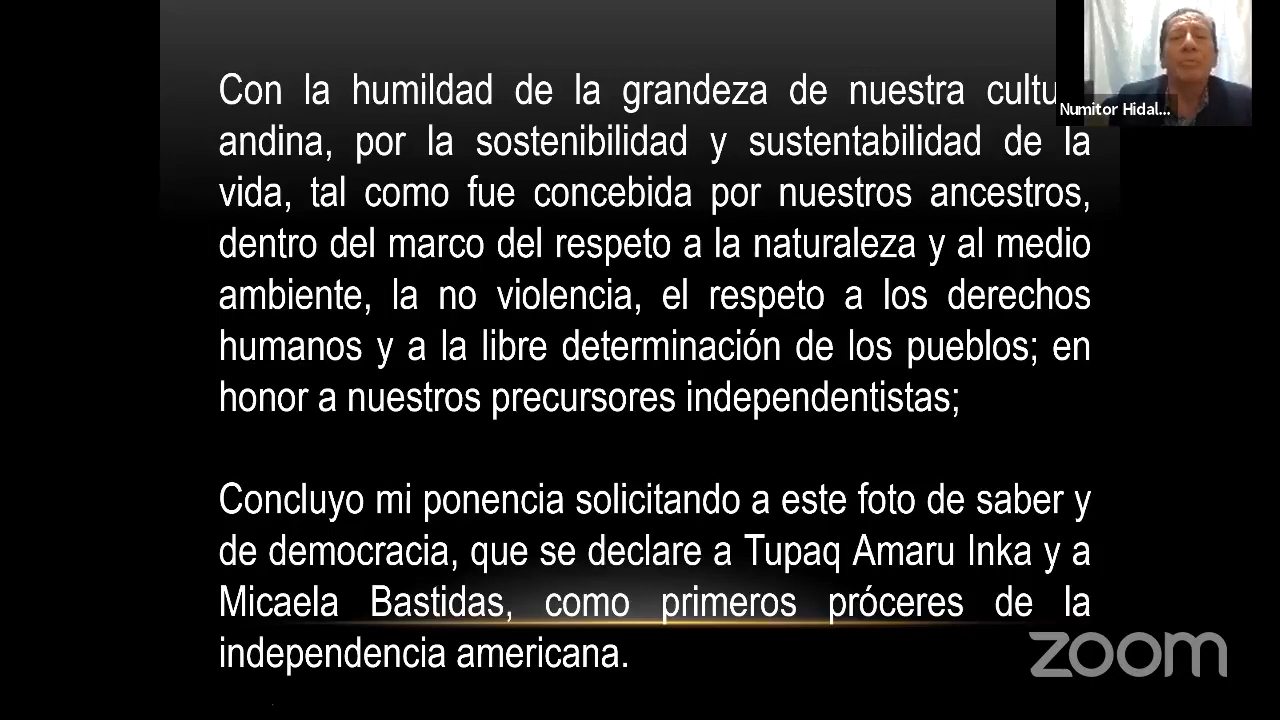 Con la humildad de la grandeza de nuestra cultu
andina, por la sostenibilidad y sustentabilidad de la
vida, tal como fue concebida por nuestros ancestros,
dentro del marco del respeto a la naturaleza y al medio
ambiente, la no violencia, el respeto a los derechos
humanos y a la libre determinación de los pueblos; en
honor a nuestros precursores independentistas;
Concluyo mi ponencia solicitando a este foto de saber y
de democracia, que se declare a Tupaq Amaru Inka y a
Micaela Bastidas, como primeros próceres de la
independencia americana.
Numitor Hidal...
zoom